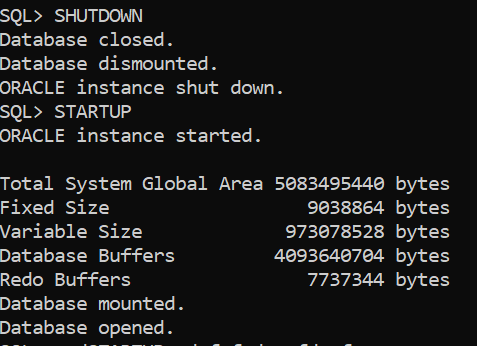 SQL> SHUTDOWN
Database closed.
Database dismounted.
ORACLE instance shut down.
SQL> STARTUP
ORACLE instance started.
Total System Global Area 5083495440 bytes
Fixed Size 9038864 bytes
Variable Size 973078528 bytes
Database Buffers 4093640704 bytes
Redo Buffers 7737344 bytes
Database mounted.
Database opened.